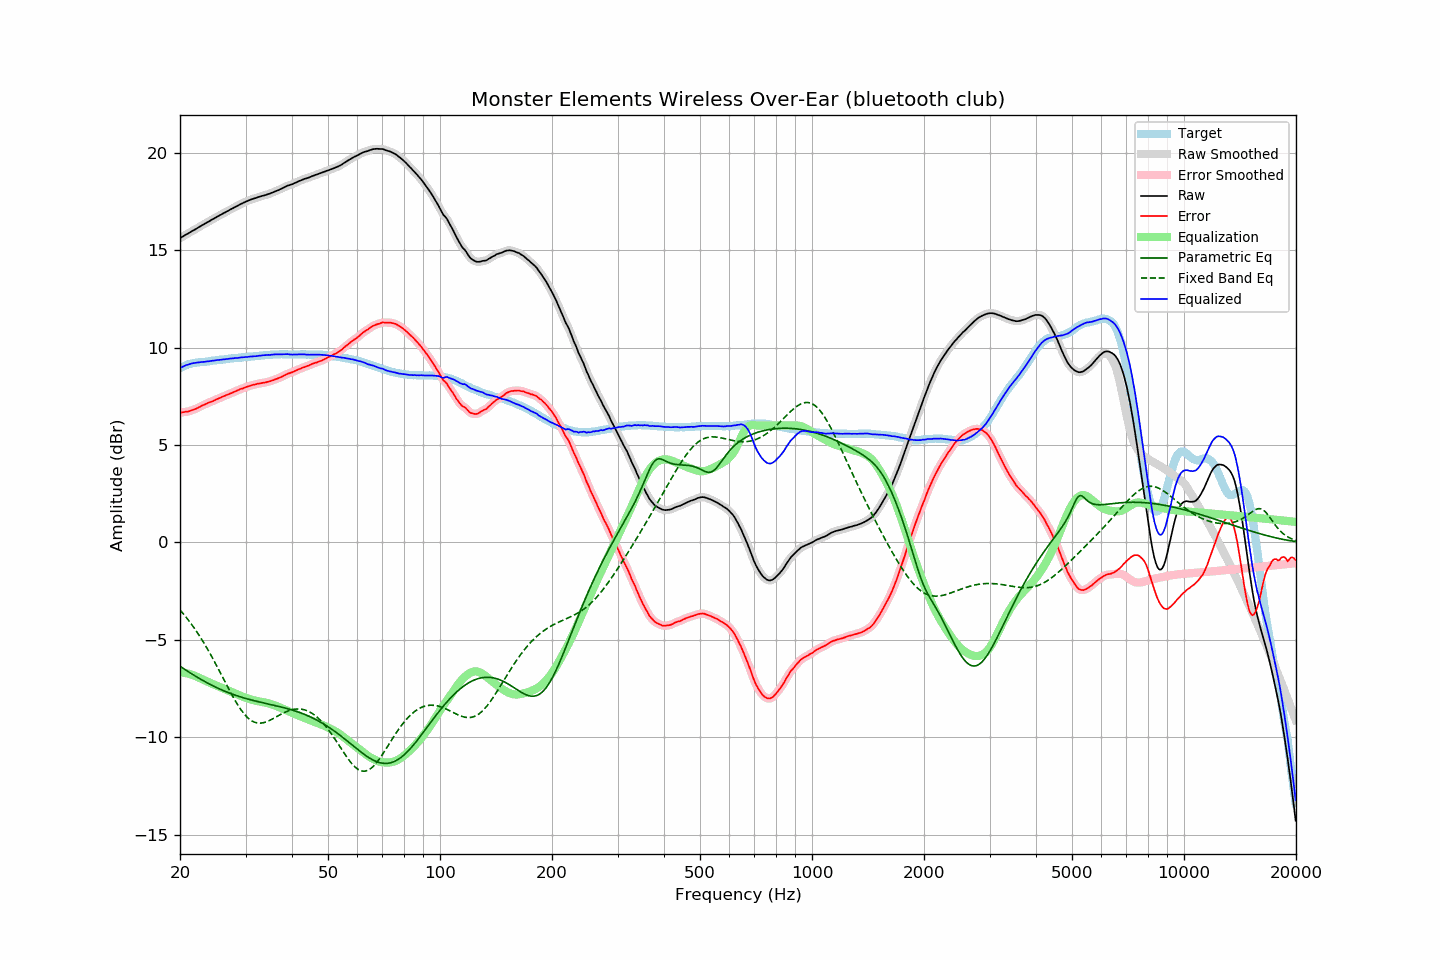 Monster Elements Wireless Over-Ear (bluetooth club)
Target
Raw Smoothed
Error Smoothed
Raw
Error
Equalization
Parametric Eq
Fixed Band Eq
Equalized
Amplitude (dBr)
20
15
10
5
0
−5
−10
−15
20 50 100 200 500 1000 2000 5000 10000 20000
Frequency (Hz)